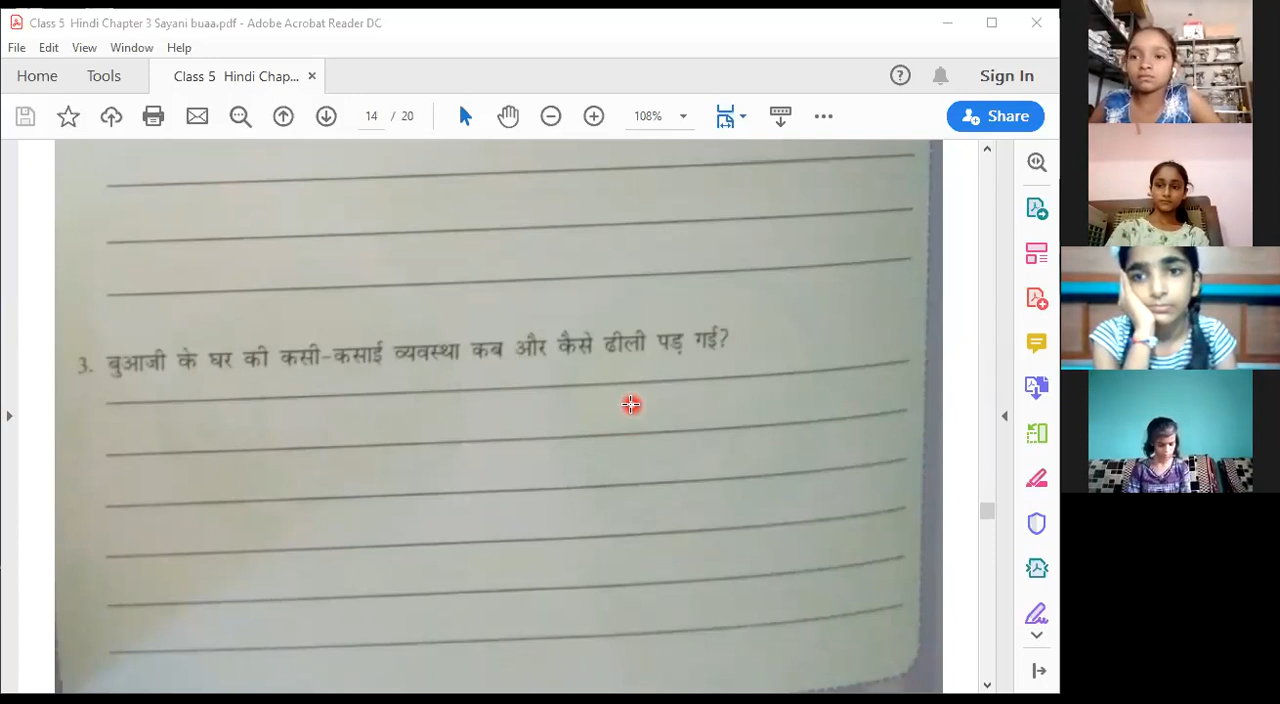 Class 5 Hindi Chapter 3 Sayani buaa.pdf - Adobe Acrobat Reader DC
File Edit View Window Help
Home Tools Class 5 Hindi Chap... × Sign In
14 / 20 108% Share
3. बुआजी के घर की कसी-कसाई व्यवस्था कब और कैसे ढीली पड़ गई?